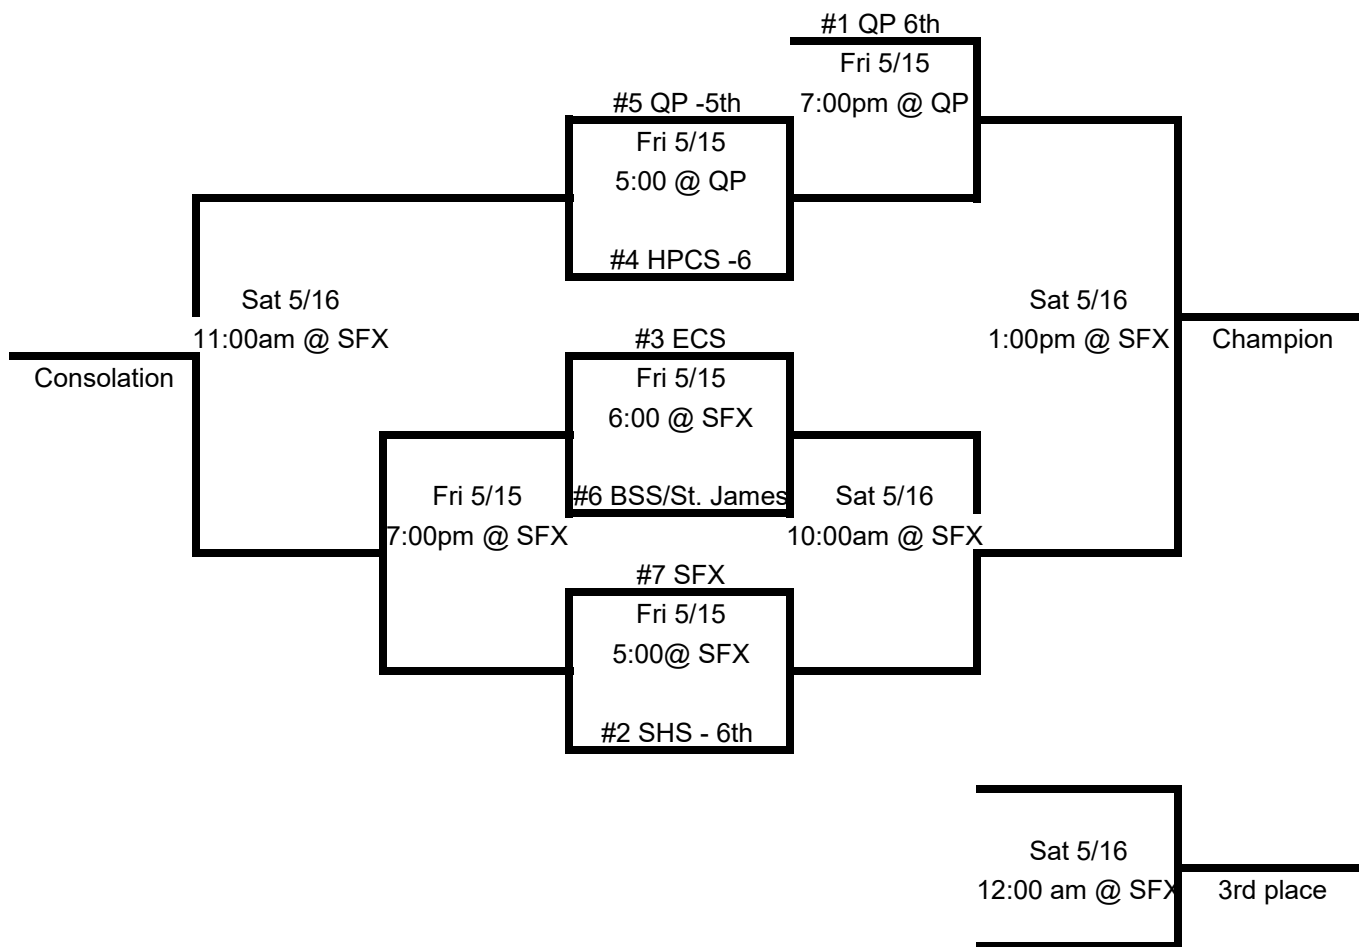 #1 QP 6th
Fri 5/15
7:00pm @ QP
#5 QP -5th
Fri 5/15
5:00 @ QP
#4 HPCS -6
Sat 5/16
11:00am @ SFX
Consolation
#3 ECS
Fri 5/15
6:00 @ SFX
#6 BSS/St. James
Fri 5/15
7:00pm @ SFX
Sat 5/16
10:00am @ SFX
Sat 5/16
1:00pm @ SFX
Champion
#7 SFX
Fri 5/15
5:00@ SFX
#2 SHS - 6th
Sat 5/16
12:00 am @ SFX
3rd place